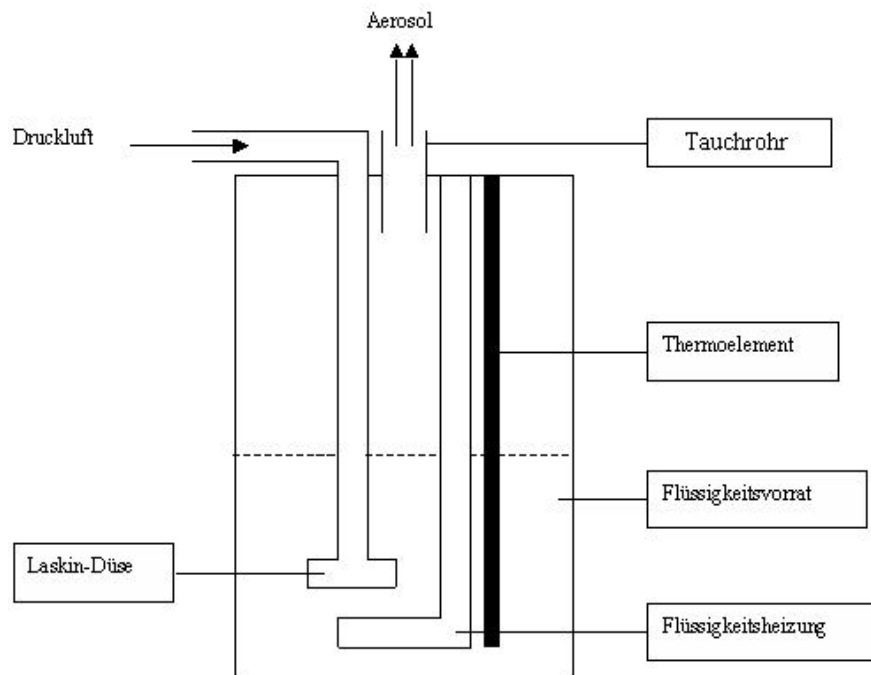 Aerosol
Druckluft
Tauchrohr
Thermoelement
Flüssigkeitsvorrat
Laskin-Düse
Flüssigkeitsheizung